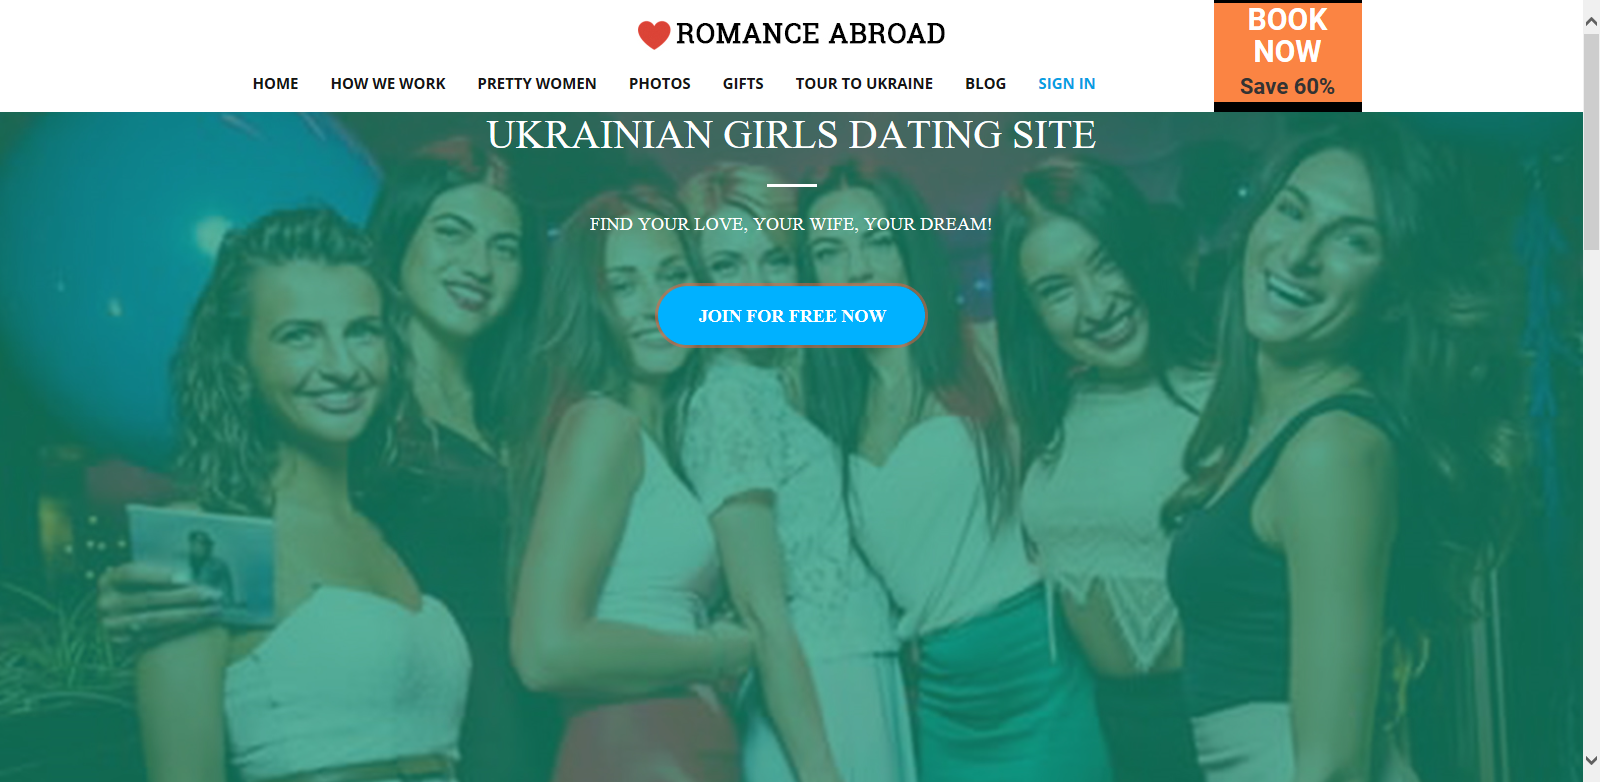 ROMANCE ABROAD
BOOK
NOW
Save 60%
HOME HOW WE WORK PRETTY WOMEN PHOTOS GIFTS TOUR TO UKRAINE BLOG SIGN IN
UKRAINIAN GIRLS DATING SITE
FIND YOUR LOVE, YOUR WIFE, YOUR DREAM!
JOIN FOR FREE NOW